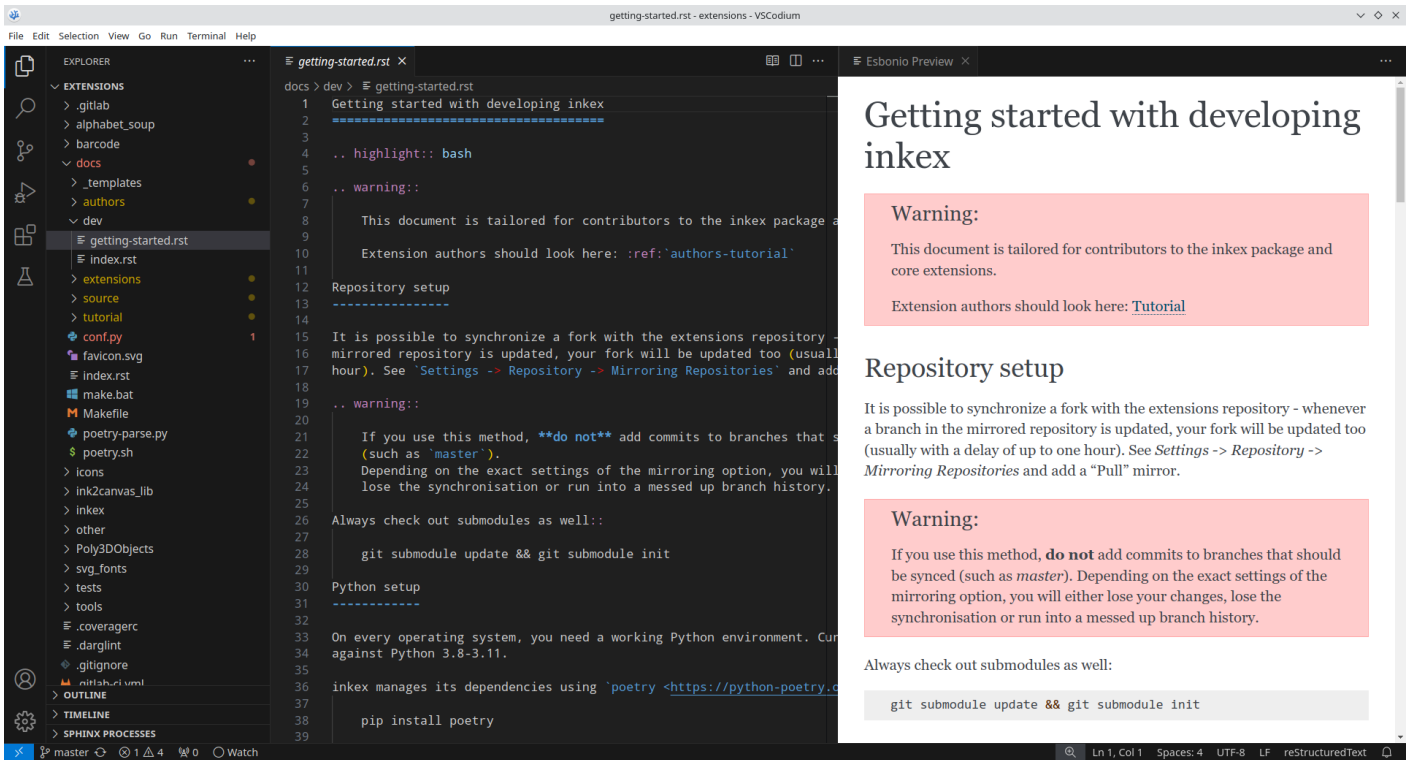 getting-started.rst - extensions - VSCodium
File Edit Selection View Go Run Terminal Help
EXPLORER
EXTENSIONS
.gitlab
alphabet_soup
barcode
docs
_templates
authors
dev
getting-started.rst
index.rst
extensions
source
tutorial
conf.py 1
favicon.svg
index.rst
make.bat
Makefile
poetry-parse.py
$ poetry.sh
icons
ink2canvas_lib
inkex
other
Poly3DObjects
svg_fonts
tests
tools
.coveragerc
.darglint
.gitignore
.gitlab-ci.yml
OUTLINE
TIMELINE
SPHINX PROCESSES
getting-started.rst
docs > dev > getting-started.rst
1 Getting started with developing inkex
2 =====================================
3
4 .. highlight:: bash
5
6 .. warning::
7
8 This document is tailored for contributors to the inkex package a
9
10 Extension authors should look here: :ref:`authors-tutorial`
11
12 Repository setup
13 ----------------
14
15 It is possible to synchronize a fork with the extensions repository -
16 mirrored repository is updated, your fork will be updated too (usuall
17 hour). See `Settings -> Repository -> Mirroring Repositories` and add
18
19 .. warning::
20
21 If you use this method, **do not** add commits to branches that s
22 (such as `master`).
23 Depending on the exact settings of the mirroring option, you will
24 lose the synchronisation or run into a messed up branch history.
25
26 Always check out submodules as well::
27
28 git submodule update && git submodule init
29
30 Python setup
31 ------------
32
33 On every operating system, you need a working Python environment. Cur
34 against Python 3.8-3.11.
35
36 inkex manages its dependencies using `poetry <https://python-poetry.o
37
38 pip install poetry
39
Esbonio Preview
Getting started with developing
inkex
Warning:
This document is tailored for contributors to the inkex package and
core extensions.
Extension authors should look here: Tutorial
Repository setup
It is possible to synchronize a fork with the extensions repository - whenever
a branch in the mirrored repository is updated, your fork will be updated too
(usually with a delay of up to one hour). See Settings -> Repository ->
Mirroring Repositories and add a “Pull” mirror.
Warning:
If you use this method, do not add commits to branches that should
be synced (such as master). Depending on the exact settings of the
mirroring option, you will either lose your changes, lose the
synchronisation or run into a messed up branch history.
Always check out submodules as well:
git submodule update && git submodule init
master 1 4 0 Watch
Ln 1, Col 1 Spaces: 4 UTF-8 LF reStructuredText